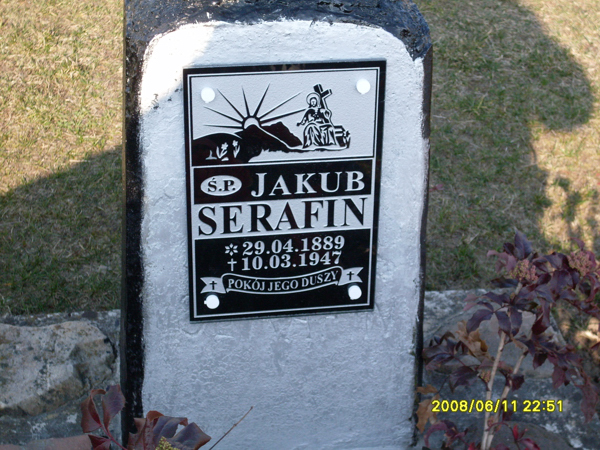 Ś.P. JAKUB
SERAFIN
✲ 29.04.1889
† 10.03.1947
POKÓJ JEGO DUSZY
2008/06/11 22:51